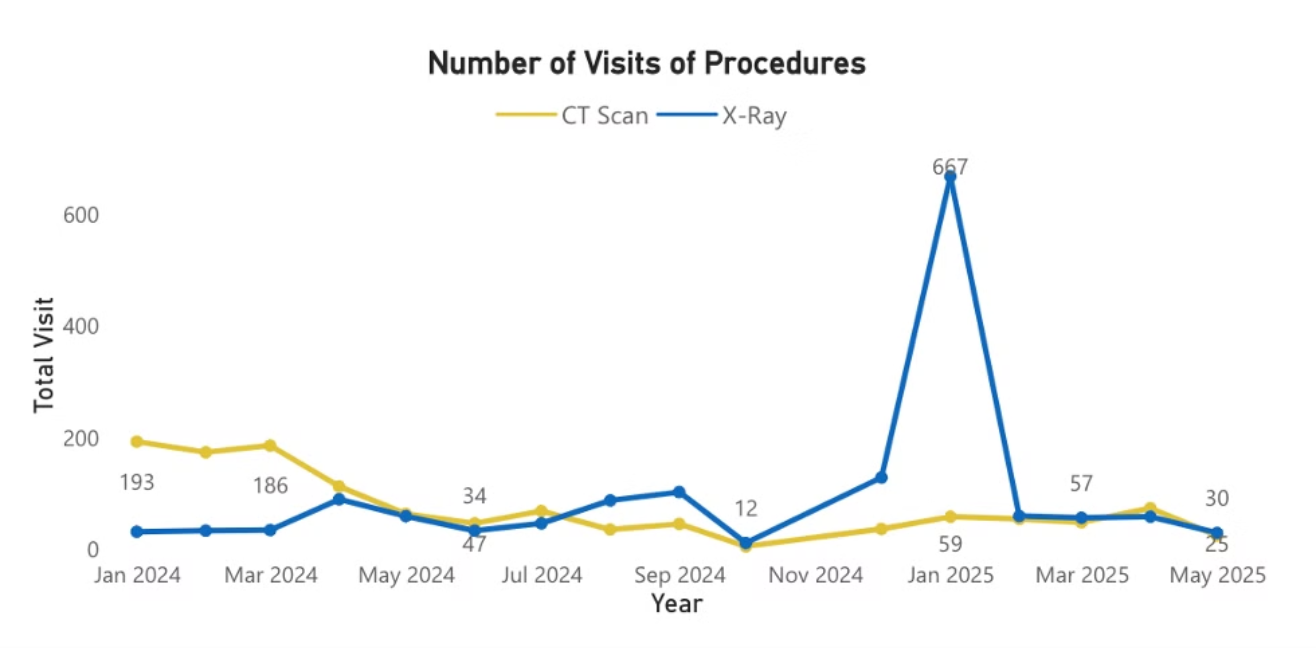 Number of Visits of Procedures
CT Scan X-Ray
667
600
400
200
0
Total Visit
193 186 34 47 12 59 57 30 25
Jan 2024 Mar 2024 May 2024 Jul 2024 Sep 2024 Nov 2024 Jan 2025 Mar 2025 May 2025
Year